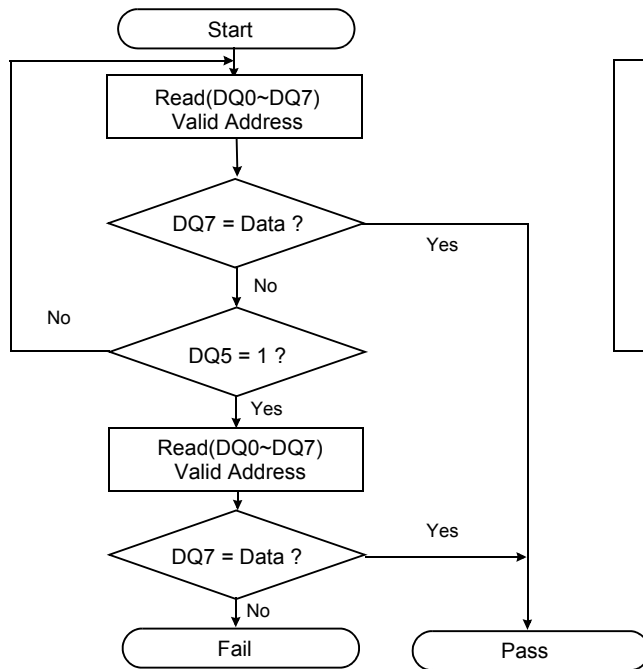 Start
Read(DQ0~DQ7)
Valid Address
DQ7 = Data ?
Yes
No
No
DQ5 = 1 ?
Yes
Read(DQ0~DQ7)
Valid Address
Yes
DQ7 = Data ?
No
Fail
Pass